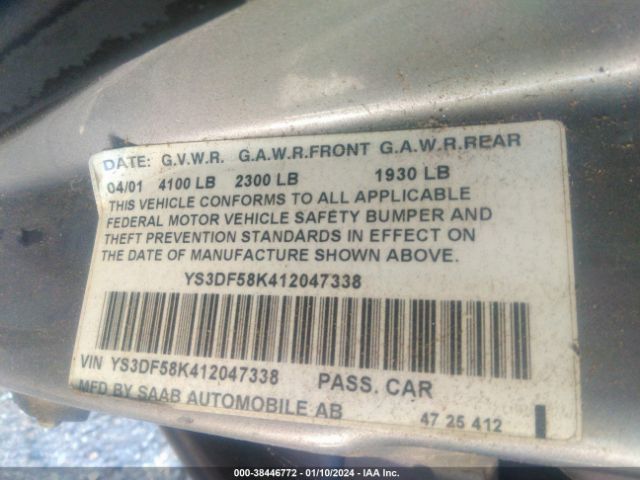 DATE: G.V.W.R. G.A.W.R.FRONT G.A.W.R.REAR
04/01 4100 LB 2300 LB 1930 LB
THIS VEHICLE CONFORMS TO ALL APPLICABLE
FEDERAL MOTOR VEHICLE SAFETY BUMPER AND
THEFT PREVENTION STANDARDS IN EFFECT ON
THE DATE OF MANUFACTURE SHOWN ABOVE.
YS3DF58K412047338
VIN YS3DF58K412047338 PASS. CAR
MFD BY SAAB AUTOMOBILE AB
47 25 412
000-38446772 - 01/10/2024 - IAA Inc.